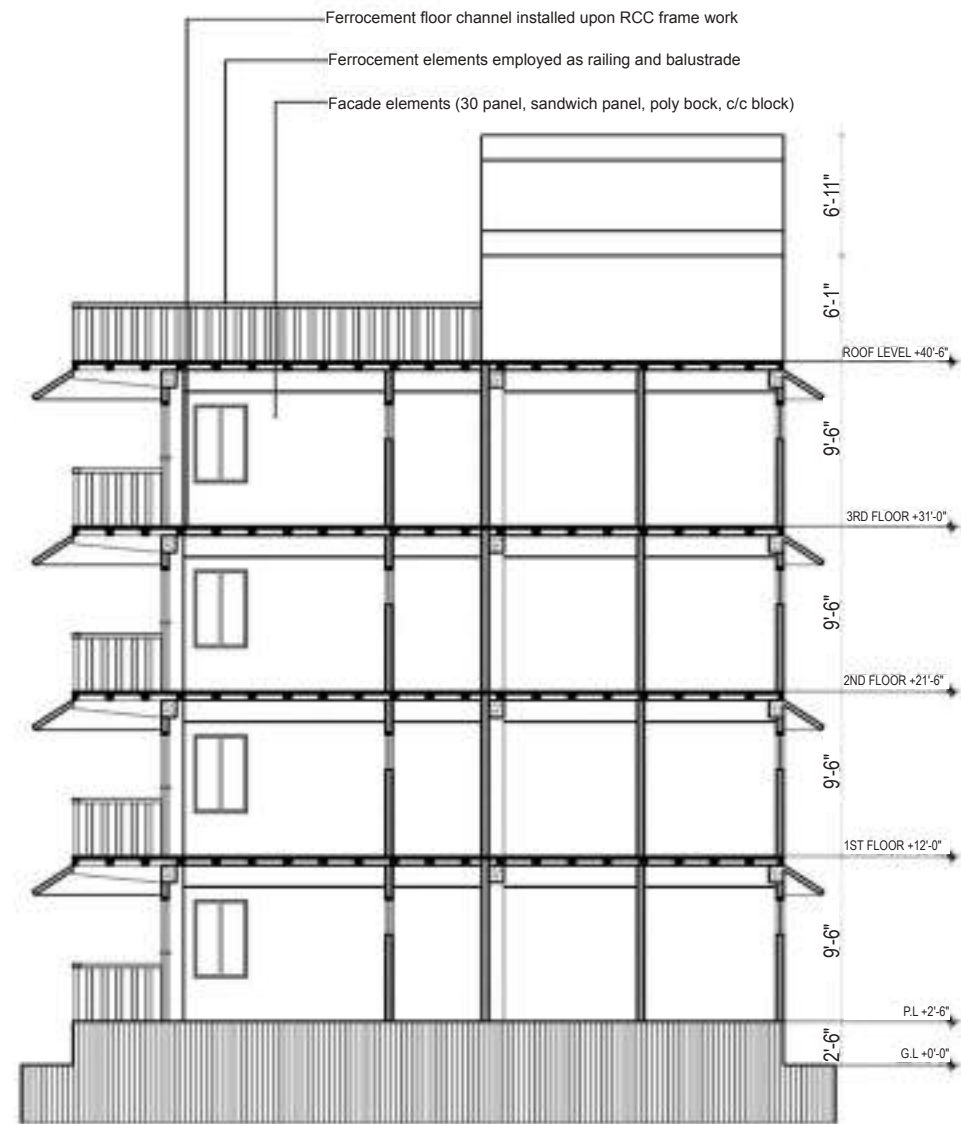 Ferrocement floor channel installed upon RCC frame work
Ferrocement elements employed as railing and balustrade
Facade elements (30 panel, sandwich panel, poly bock, c/c block)
6'-11"
6'-1"
ROOF LEVEL +40'-6"
9'-6"
3RD FLOOR +31'-0"
9'-6"
2ND FLOOR +21'-6"
9'-6"
1ST FLOOR +12'-0"
9'-6"
P.L +2'-6"
2'-6"
G.L +0'-0"